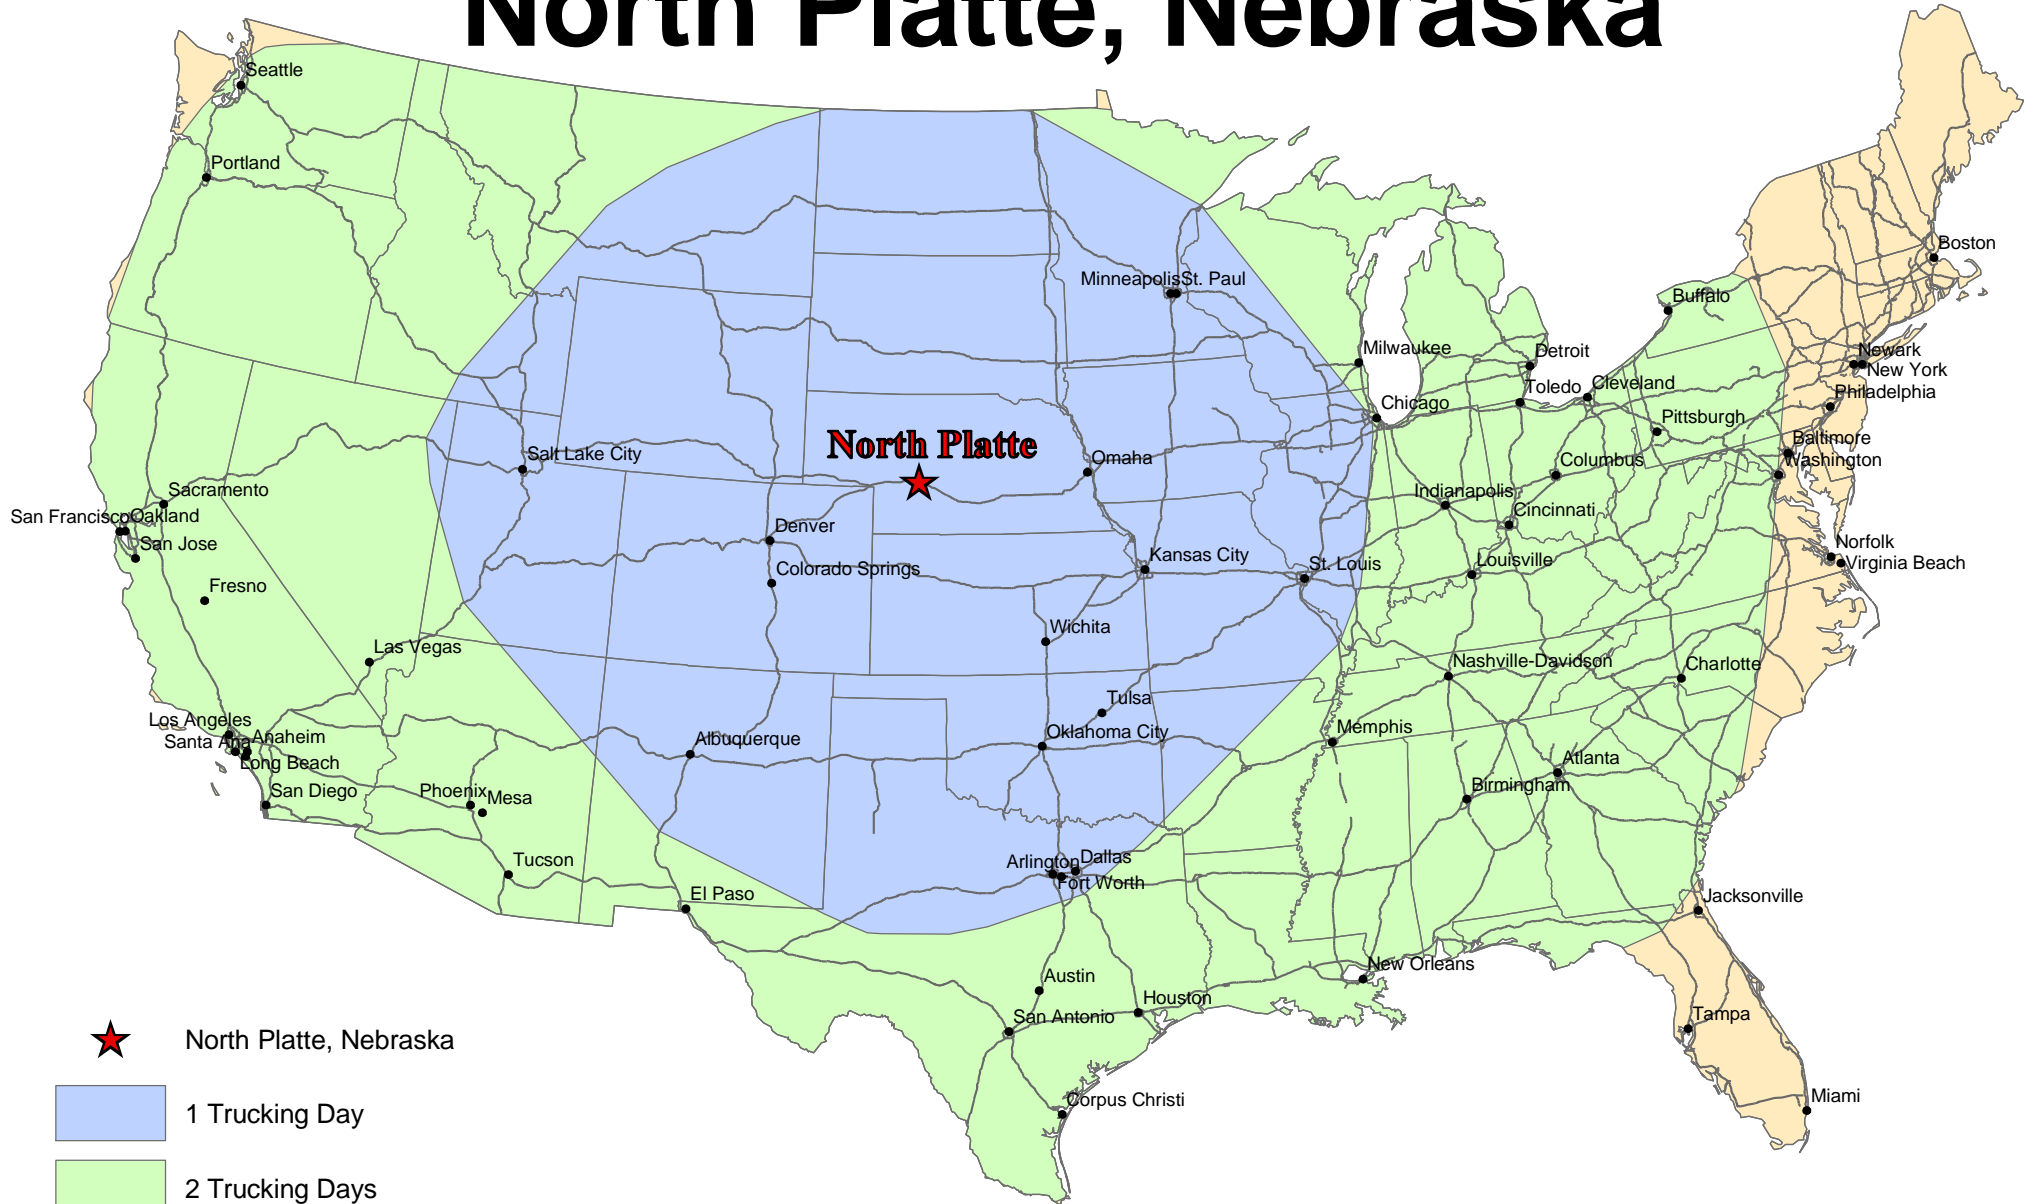 North Platte, Nebraska
Seattle
Portland
Boston
Minneapolis
St. Paul
Buffalo
Milwaukee
Detroit
Newark
New York
Toledo
Cleveland
Philadelphia
Chicago
Pittsburgh
North Platte
Baltimore
Salt Lake City
Omaha
Columbus
Washington
Sacramento
Indianapolis
San Francisco
Oakland
Cincinnati
Denver
San Jose
Norfolk
Kansas City
St. Louis
Louisville
Virginia Beach
Colorado Springs
Fresno
Wichita
Las Vegas
Nashville-Davidson
Charlotte
Tulsa
Los Angeles
Memphis
Oklahoma City
Santa Ana
Anaheim
Albuquerque
Atlanta
Long Beach
San Diego
Phoenix
Mesa
Birmingham
Tucson
Arlington
Dallas
Fort Worth
El Paso
Jacksonville
New Orleans
Austin
Houston
San Antonio
Tampa
North Platte, Nebraska
Corpus Christi
Miami
1 Trucking Day
2 Trucking Days